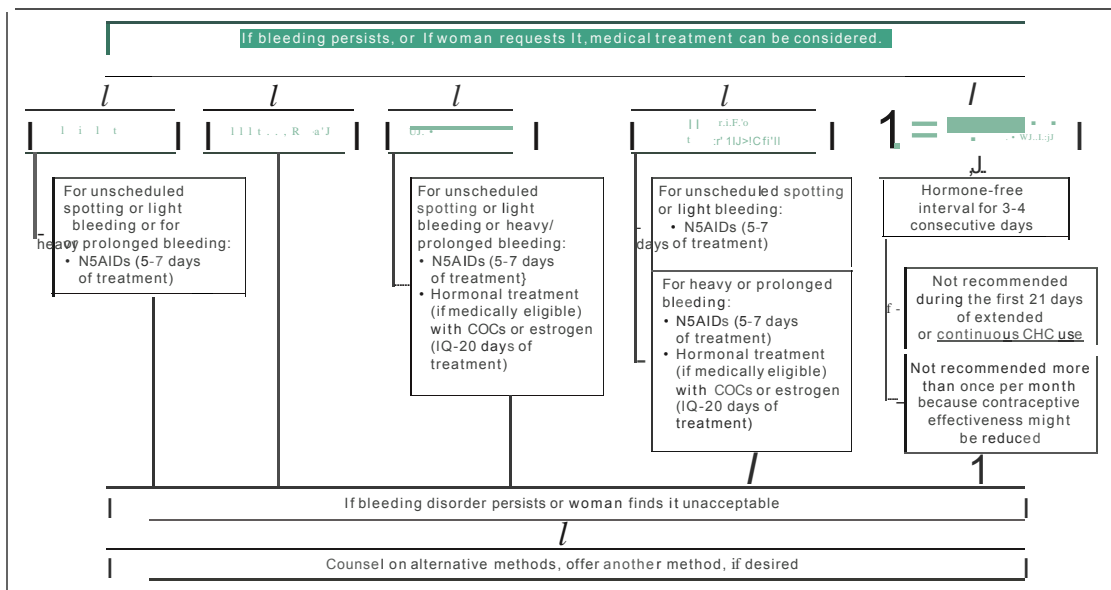 If bleeding persists, or If woman requests It, medical treatment can be considered.
For unscheduled
spotting or light
bleeding or for
heavy or prolonged bleeding:
• N5AIDs (5-7 days
of treatment)
For unscheduled
spotting or light
bleeding or heavy/
prolonged bleeding:
• N5AIDs (5-7 days
of treatment}
• Hormonal treatment
(if medically eligible)
with COCs or estrogen
(IQ-20 days of
treatment)
For unscheduled spotting
or light bleeding:
• N5AIDs (5-7
days of treatment)
For heavy or prolonged
bleeding:
• N5AIDs (5-7 days
of treatment)
• Hormonal treatment
(if medically eligible)
with COCs or estrogen
(IQ-20 days of
treatment)
Hormone-free
interval for 3-4
consecutive days
Not recommended
during the first 21 days
of extended
or continuous CHC use
Not recommended more
than once per month
because contraceptive
effectiveness might
be reduced
If bleeding disorder persists or woman finds it unacceptable
Counsel on alternative methods, offer another method, if desired